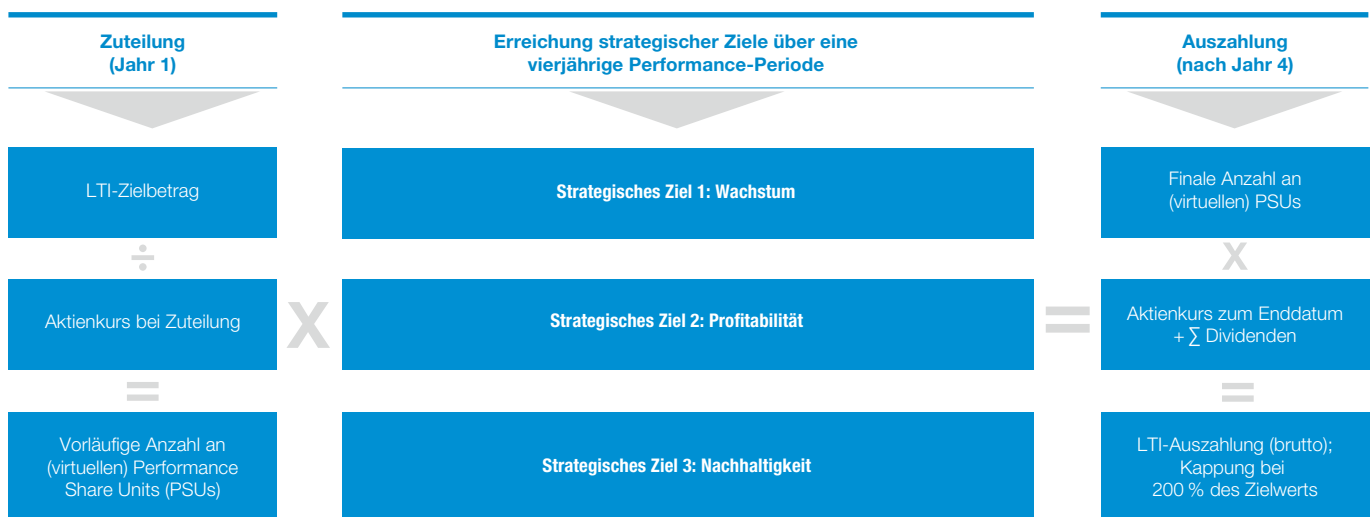 Zuteilung
(Jahr 1)
Erreichung strategischer Ziele über eine
vierjährige Performance-Periode
Auszahlung
(nach Jahr 4)
LTI-Zielbetrag
÷
Aktienkurs bei Zuteilung
=
Vorläufige Anzahl an
(virtuellen) Performance
Share Units (PSUs)
X
Strategisches Ziel 1: Wachstum
Strategisches Ziel 2: Profitabilität
Strategisches Ziel 3: Nachhaltigkeit
=
Finale Anzahl an
(virtuellen) PSUs
X
Aktienkurs zum Enddatum
+ ∑ Dividenden
=
LTI-Auszahlung (brutto);
Kappung bei
200 % des Zielwerts